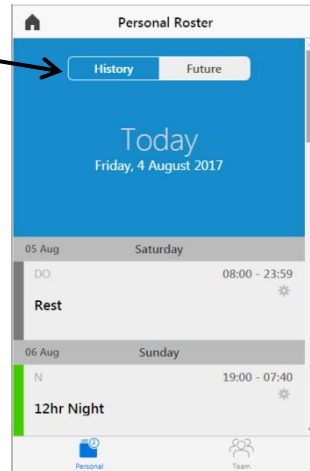 Personal Roster
History Future
Today
Friday, 4 August 2017
05 Aug Saturday
DO 08:00 - 23:59
Rest
06 Aug Sunday
N 19:00 - 07:40
12hr Night
Personal Team